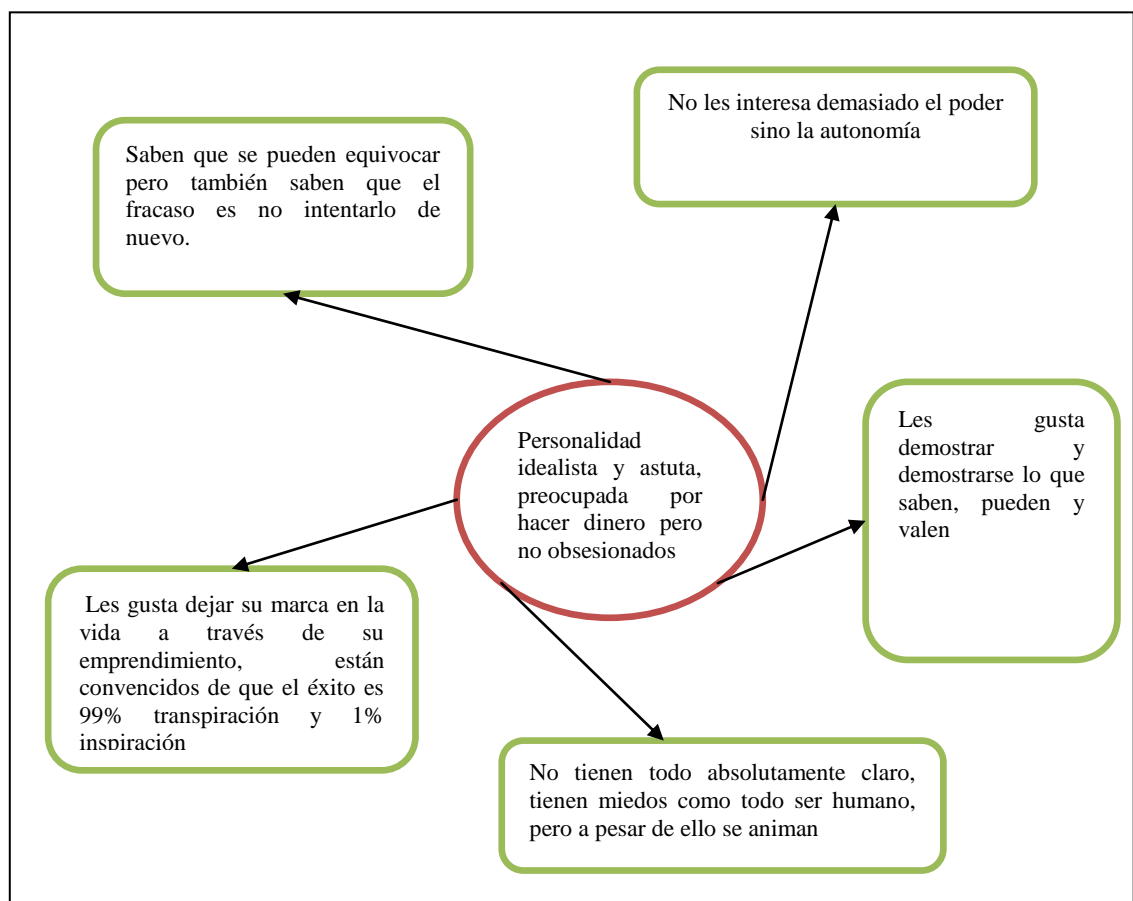 No les interesa demasiado el poder
sino la autonomía
Saben que se pueden equivocar
pero también saben que el
fracaso es no intentarlo de
nuevo.
Personalidad
idealista y astuta,
preocupada por
hacer dinero pero
no obsesionados
Les gusta
demostrar y
demostrarse lo que
saben, pueden y
valen
Les gusta dejar su marca en la
vida a través de su
emprendimiento, están
convencidos de que el éxito es
99% transpiración y 1%
inspiración
No tienen todo absolutamente claro,
tienen miedos como todo ser humano,
pero a pesar de ello se animan